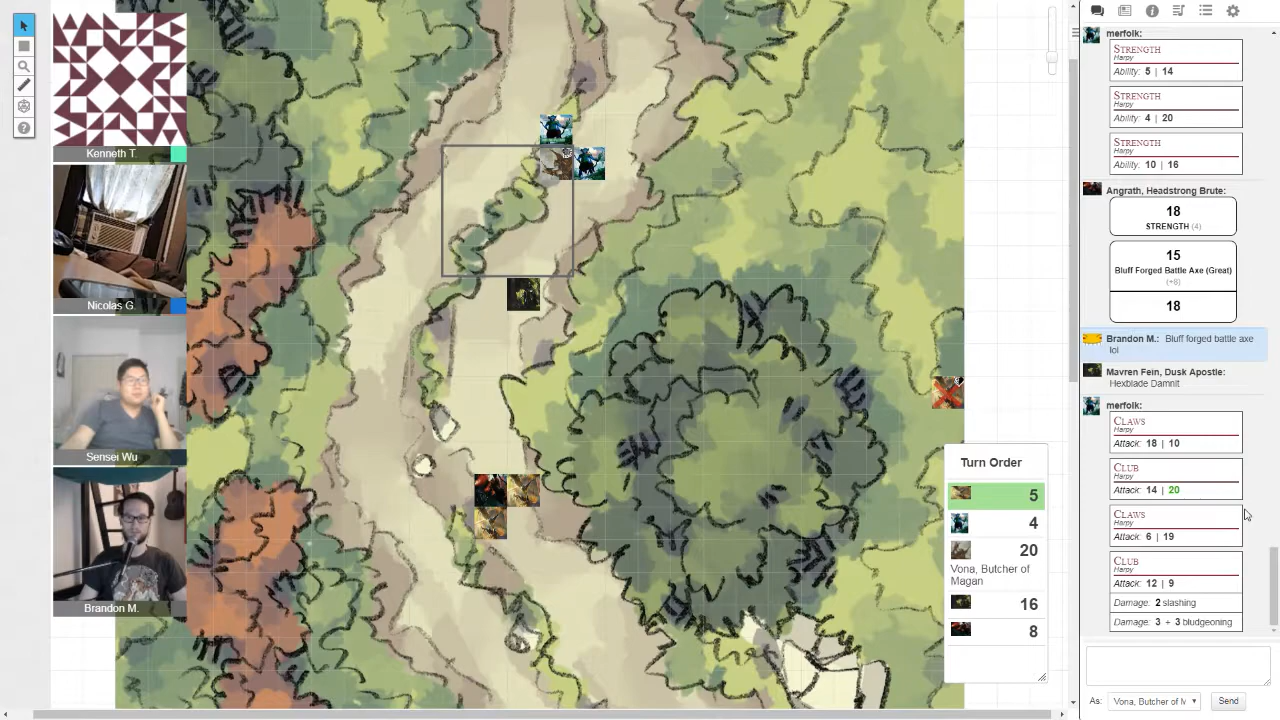 Kenneth T.
Nicolas G.
Sensei Wu
Brandon M.
Turn Order
5
4
20
Vona, Butcher of
Magan
16
8
merfolk:
STRENGTH
Harpy
Ability: 5 | 14
STRENGTH
Harpy
Ability: 4 | 20
STRENGTH
Harpy
Ability: 10 | 16
Angrath, Headstrong Brute:
18
STRENGTH (4)
15
Bluff Forged Battle Axe (Great)
(+8)
18
Brandon M.: Bluff forged battle axe
lol
Mavren Fein, Dusk Apostle:
Hexblade Damnit
merfolk:
CLAWS
Harpy
Attack: 18 | 10
CLUB
Harpy
Attack: 14 | 20
CLAWS
Harpy
Attack: 6 | 19
CLUB
Harpy
Attack: 12 | 9
Damage: 2 slashing
Damage: 3 + 3 bludgeoning
As:
Vona, Butcher of M
Send